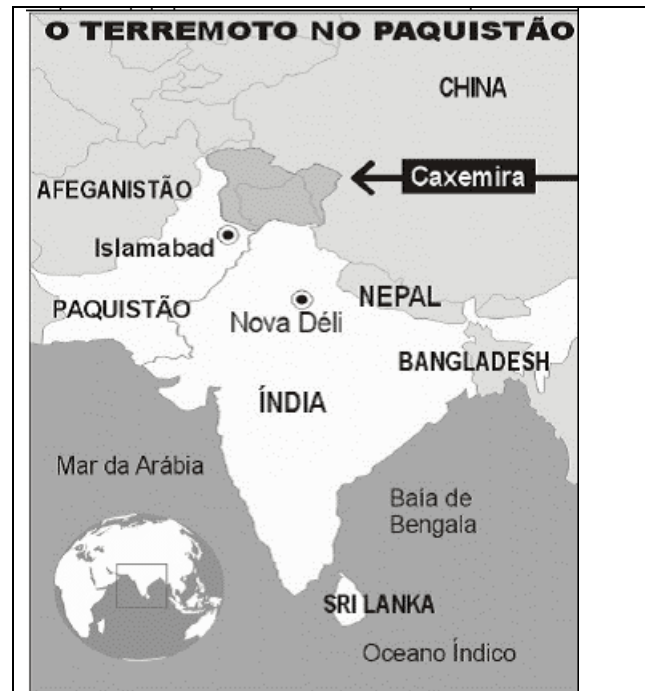 O TERREMOTO NO PAQUISTÃO
CHINA
Caxemira
AFEGANISTÃO
Islamabad
PAQUISTÃO
NEPAL
Nova Déli
BANGLADESH
ÍNDIA
Mar da Arábia
Baía de
Bengala
SRI LANKA
Oceano Índico